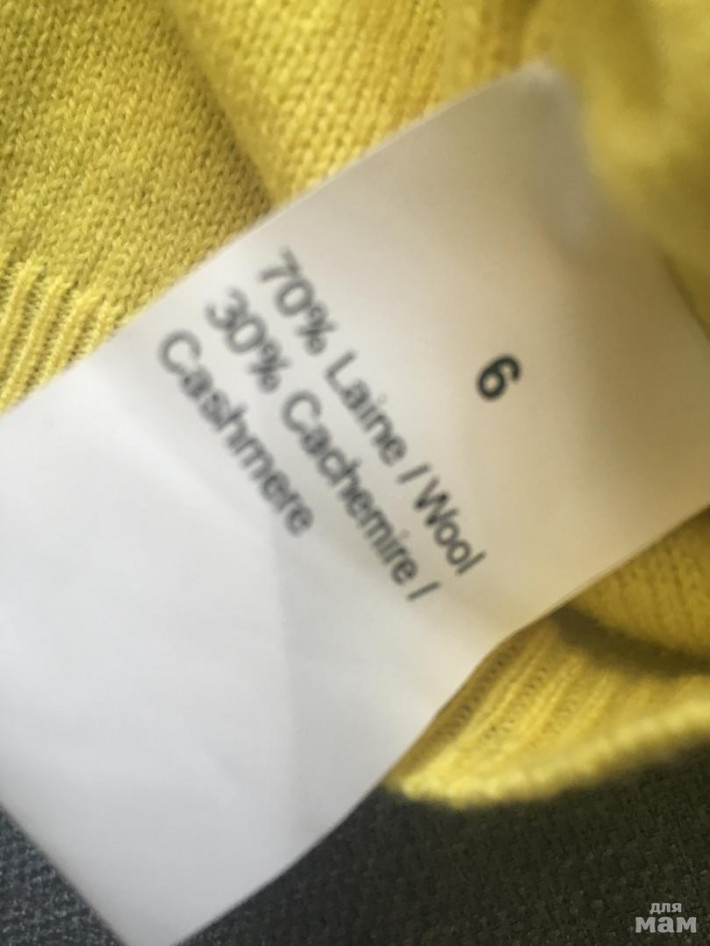 6
70% Laine / Wool
30% Cachemire /
Cashmere
для
мам